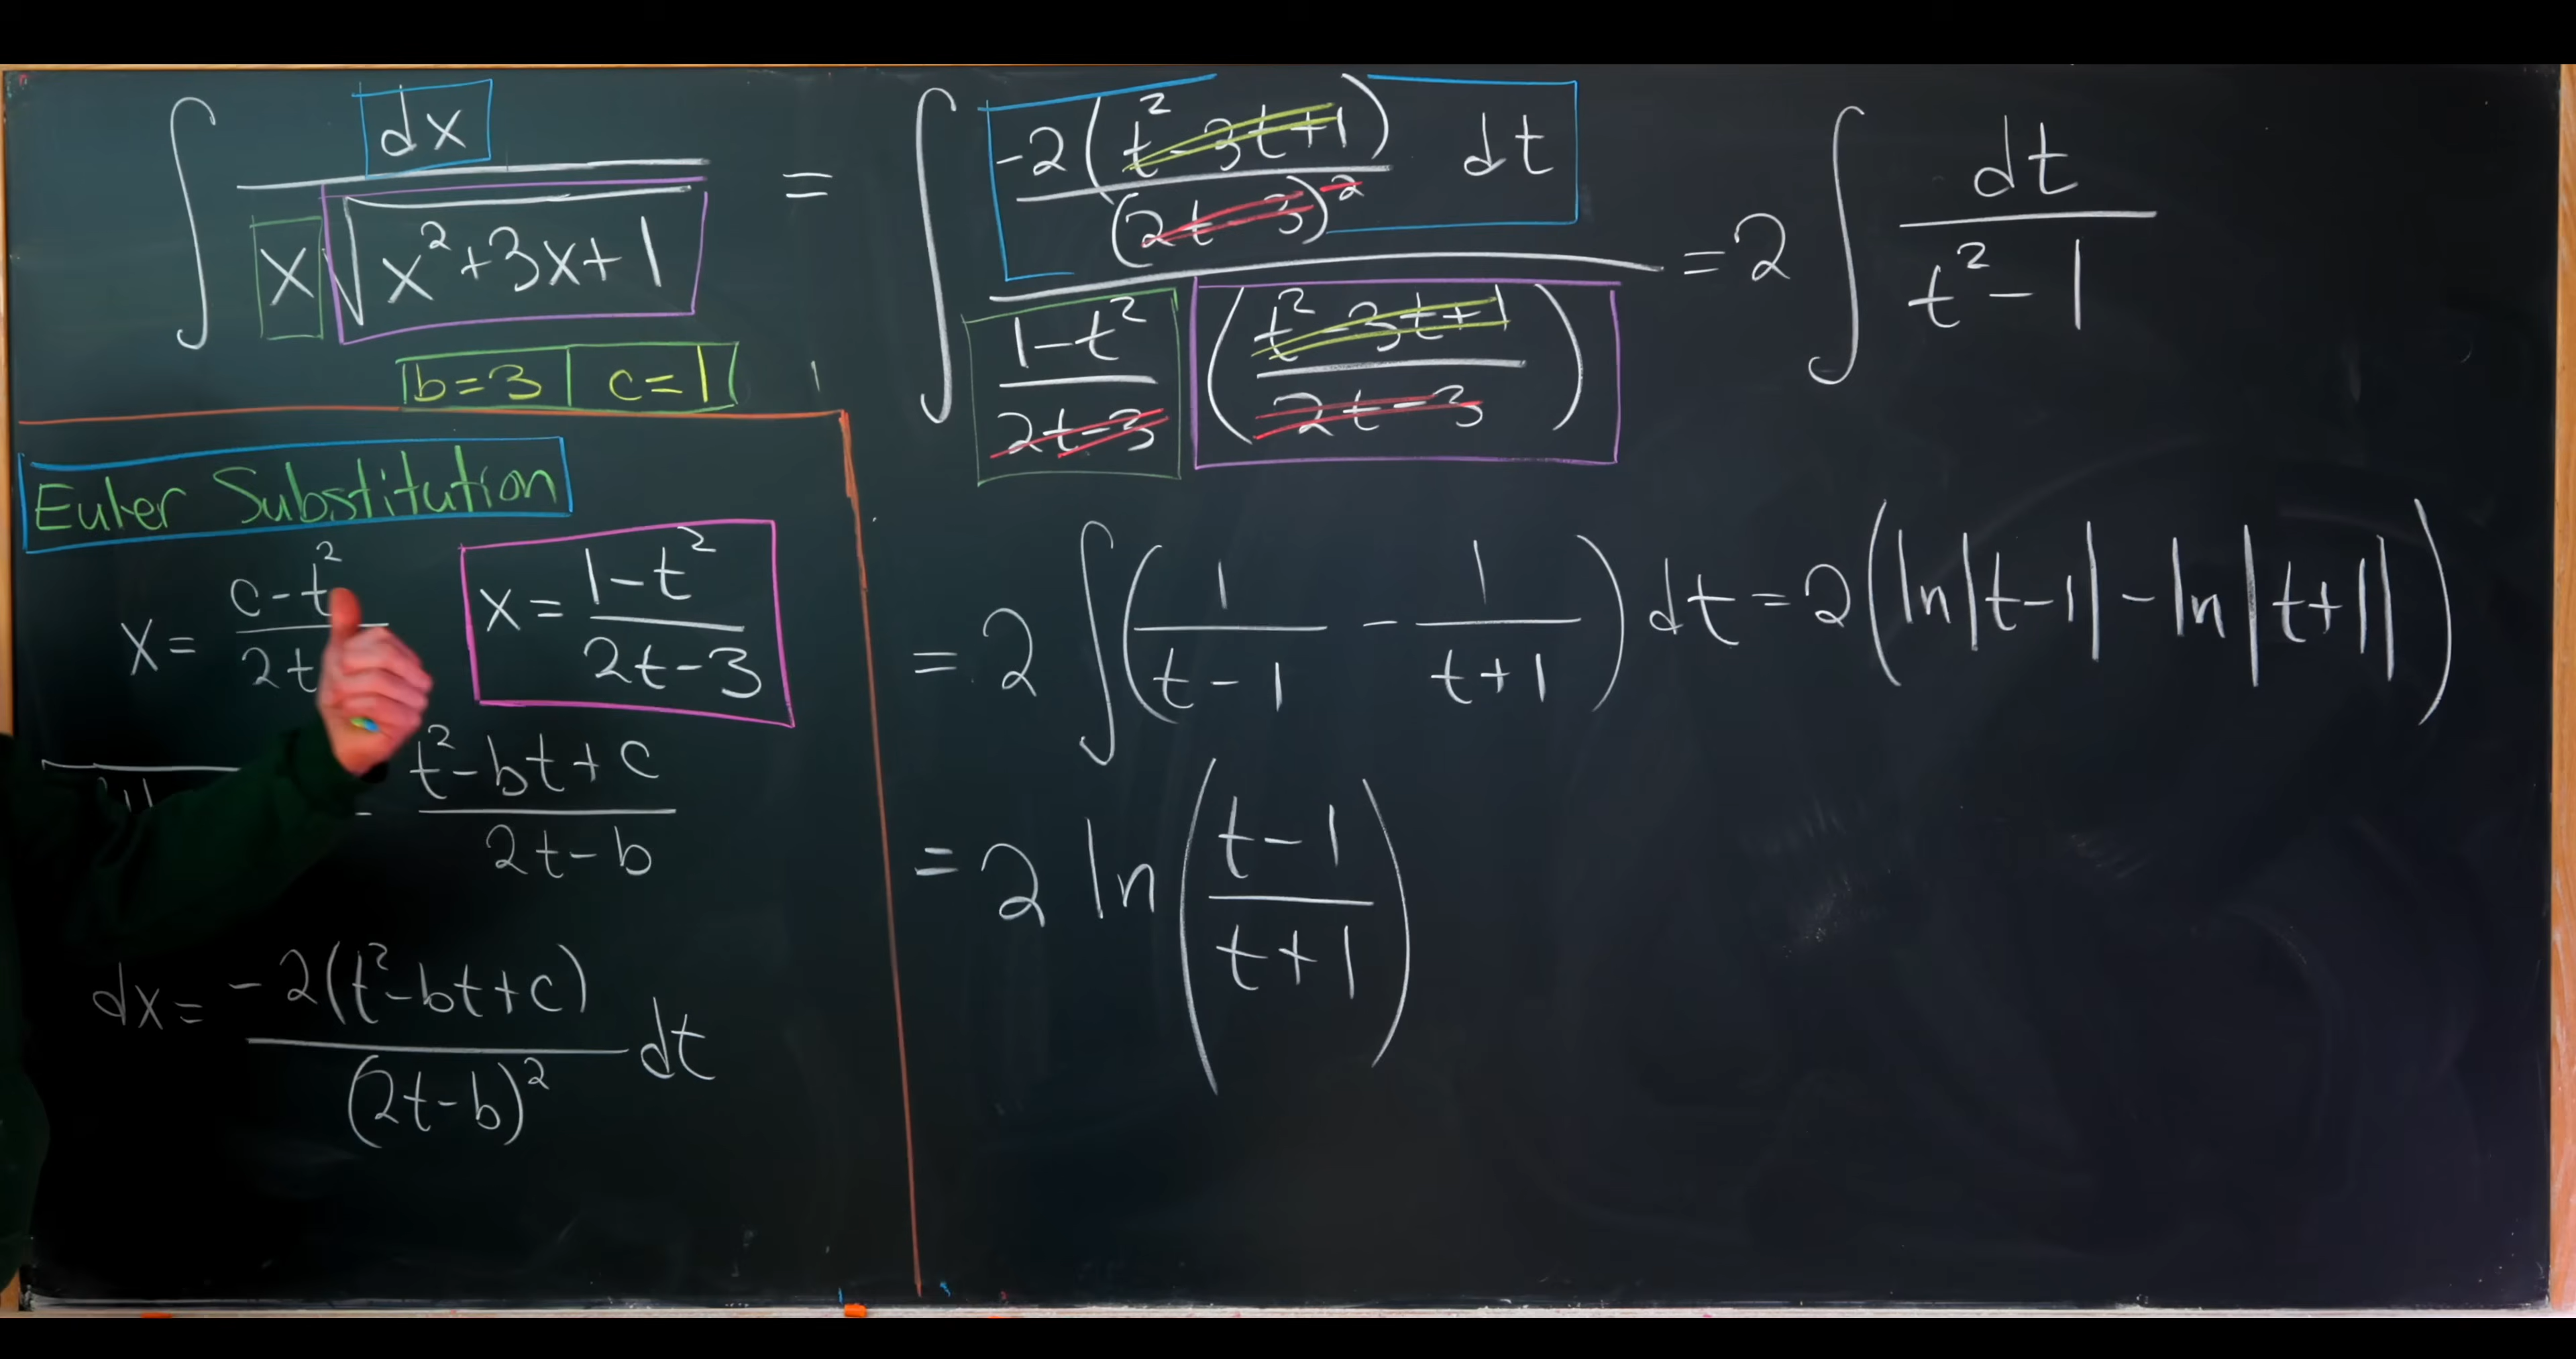 ∫ dx / (x√(x²+3x+1)) = ∫ (-2(t²-3t+1) / (2t-3)² dt) / ((1-t²)/(2t-3) ((t²-3t+1)/(2t-3))) = 2 ∫ dt / (t²-1)
b=3 c=1
Euler Substitution
x = (c-t²) / 2t
x = (1-t²) / (2t-3)
= (t²-bt+c) / (2t-b)
dx = -2(t²-bt+c) / (2t-b)² dt
= 2 ∫ (1/(t-1) - 1/(t+1)) dt = 2(ln|t-1| - ln|t+1|)
= 2 ln((t-1)/(t+1))